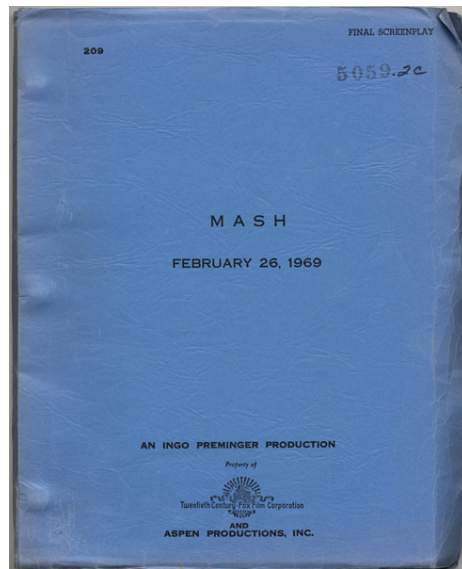 FINAL SCREENPLAY
209
5059.2c
MASH
FEBRUARY 26, 1969
AN INGO PREMINGER PRODUCTION
Property of
Twentieth Century-Fox Film Corporation
AND
ASPEN PRODUCTIONS, INC.